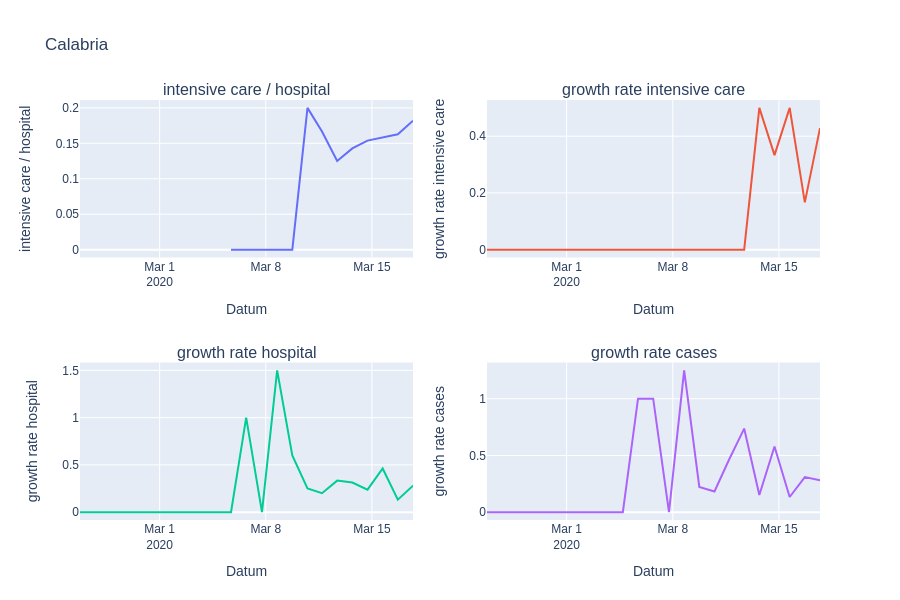 Calabria
intensive care / hospital
growth rate intensive care
intensive care / hospital
0.2
0.15
0.1
0.05
0
Mar 1
2020
Mar 8
Mar 15
Datum
growth rate intensive care
0.4
0.2
0
Mar 1
2020
Mar 8
Mar 15
Datum
growth rate hospital
growth rate cases
growth rate hospital
1.5
1
0.5
0
Mar 1
2020
Mar 8
Mar 15
Datum
growth rate cases
1
0.5
0
Mar 1
2020
Mar 8
Mar 15
Datum